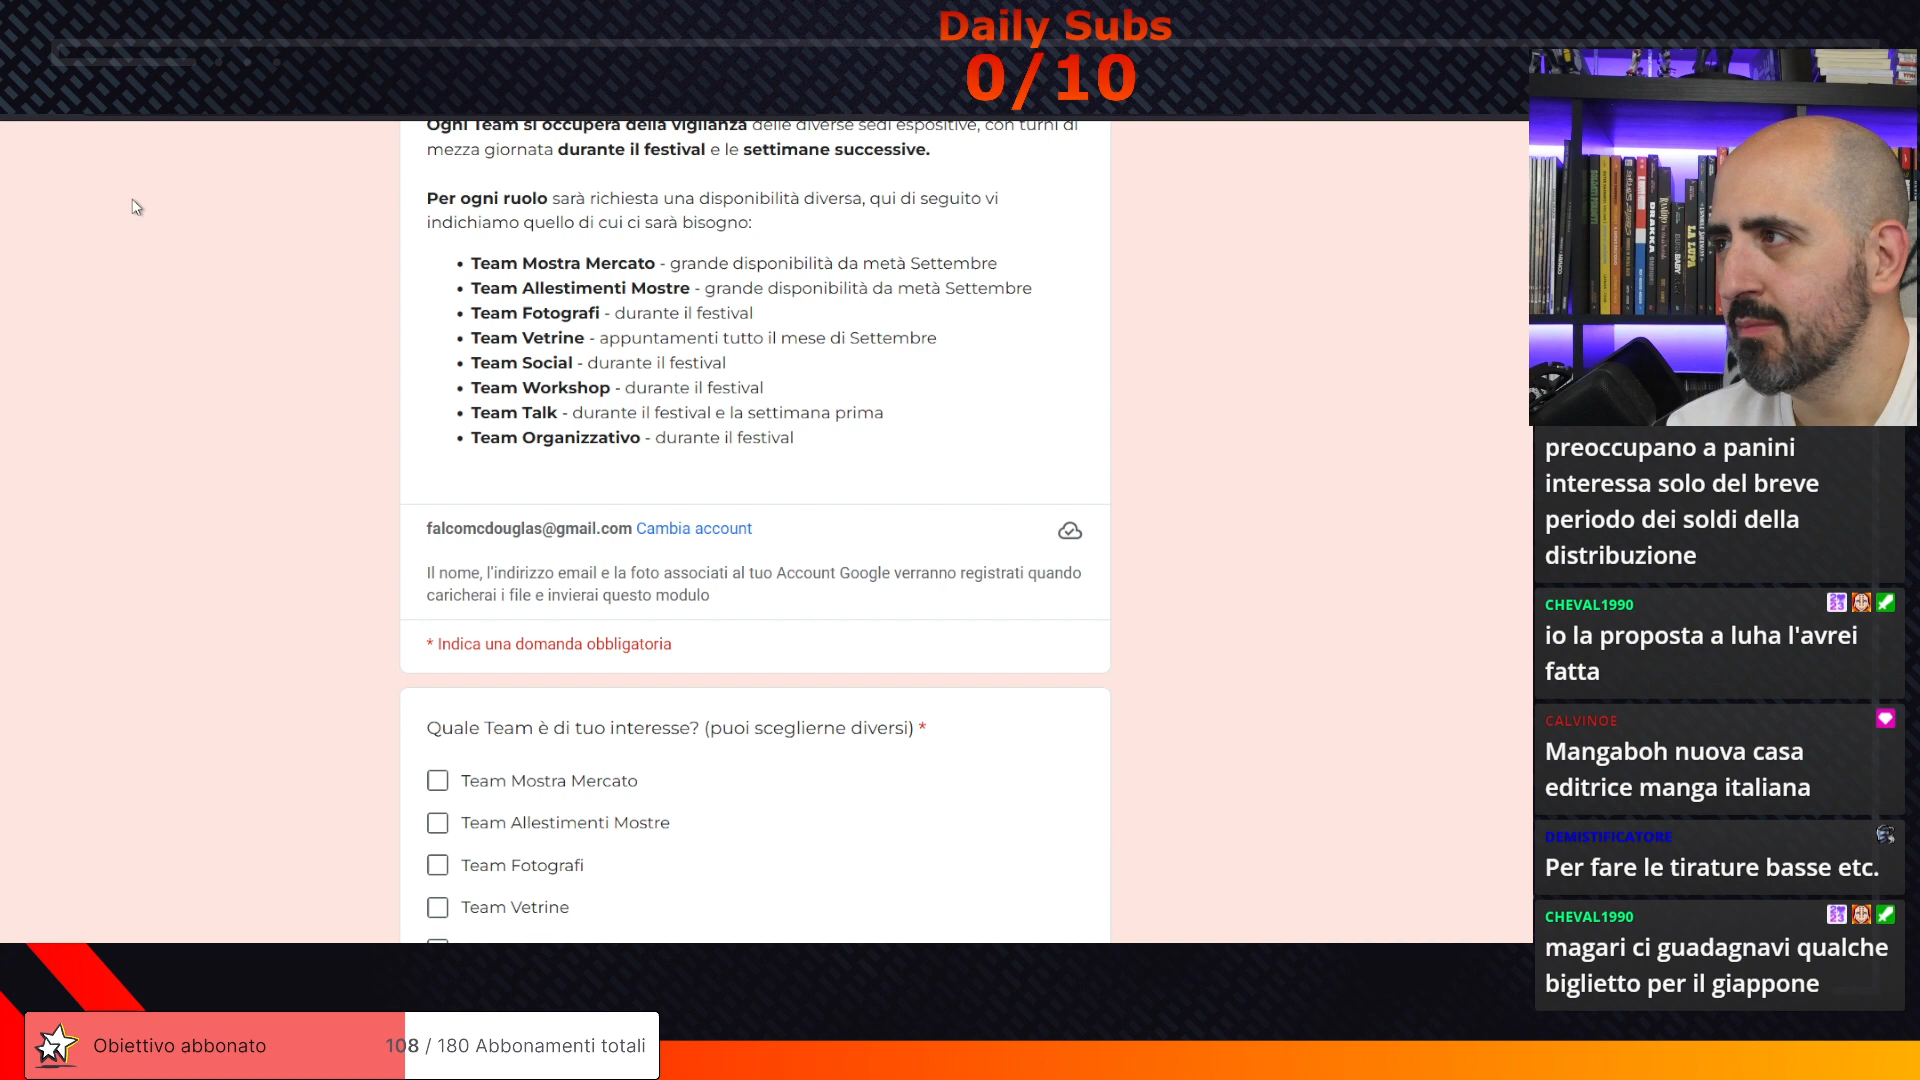 Daily Subs
0/10
Ogni Team si occuperà della vigilanza delle diverse sedi espositive, con turni di
mezza giornata durante il festival e le settimane successive.
Per ogni ruolo sarà richiesta una disponibilità diversa, qui di seguito vi
indichiamo quello di cui ci sarà bisogno:
• Team Mostra Mercato - grande disponibilità da metà Settembre
• Team Allestimenti Mostre - grande disponibilità da metà Settembre
• Team Fotografi - durante il festival
• Team Vetrine - appuntamenti tutto il mese di Settembre
• Team Social - durante il festival
• Team Workshop - durante il festival
• Team Talk - durante il festival e la settimana prima
• Team Organizzativo - durante il festival
falcomcdouglas@gmail.com Cambia account
Il nome, l'indirizzo email e la foto associati al tuo Account Google verranno registrati quando
caricherai i file e invierai questo modulo
* Indica una domanda obbligatoria
Quale Team è di tuo interesse? (puoi sceglierne diversi) *
Team Mostra Mercato
Team Allestimenti Mostre
Team Fotografi
Team Vetrine
DRAKKA
LA LUPA
preoccupano a panini
interessa solo del breve
periodo dei soldi della
distribuzione
CHEVAL1990
io la proposta a luha l'avrei
fatta
CALVINOE
Mangaboh nuova casa
editrice manga italiana
DEMISTIFICATORE
Per fare le tirature basse etc.
CHEVAL1990
magari ci guadagnavi qualche
biglietto per il giappone
Obiettivo abbonato
108 / 180 Abbonamenti totali